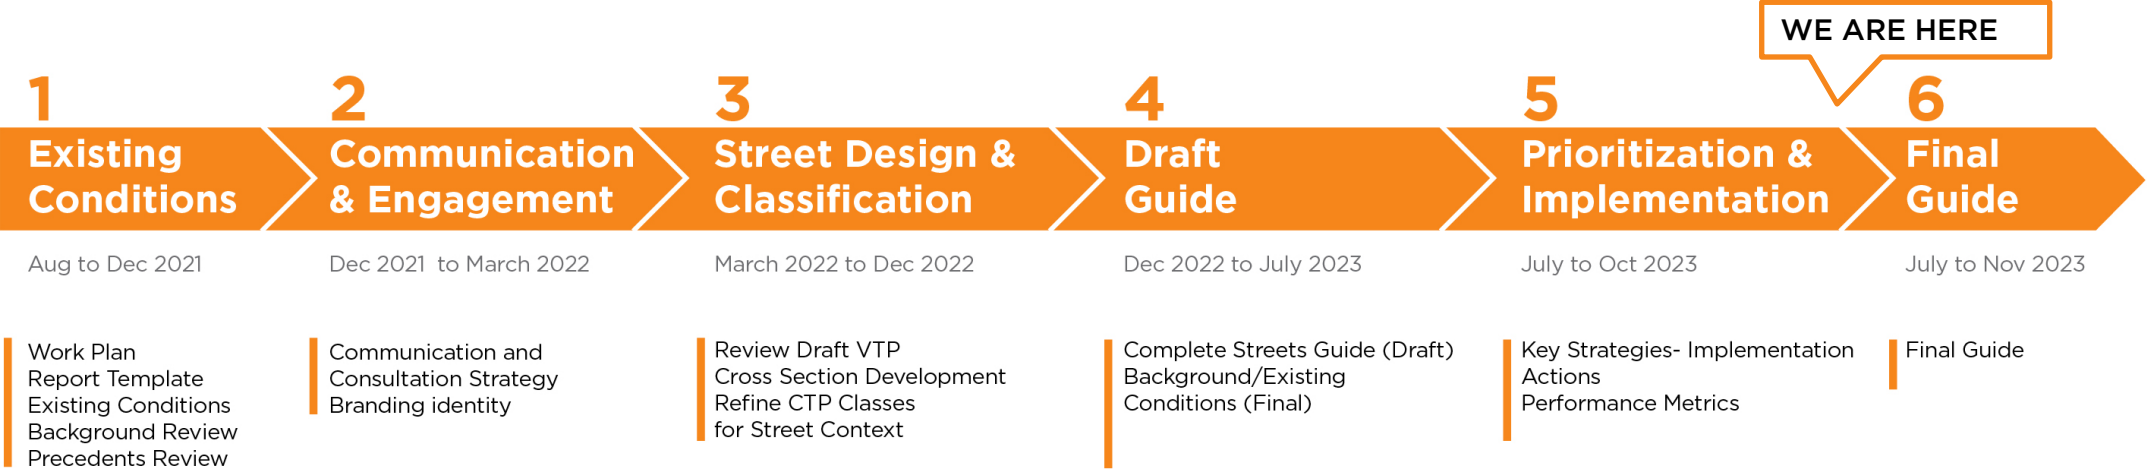 WE ARE HERE
1
Existing
Conditions
Aug to Dec 2021
Work Plan
Report Template
Existing Conditions
Background Review
Precedents Review
2
Communication
& Engagement
Dec 2021 to March 2022
Communication and
Consultation Strategy
Branding identity
3
Street Design &
Classification
March 2022 to Dec 2022
Review Draft VTP
Cross Section Development
Refine CTP Classes
for Street Context
4
Draft
Guide
Dec 2022 to July 2023
Complete Streets Guide (Draft)
Background/Existing
Conditions (Final)
5
Prioritization &
Implementation
July to Oct 2023
Key Strategies- Implementation
Actions
Performance Metrics
6
Final
Guide
July to Nov 2023
Final Guide